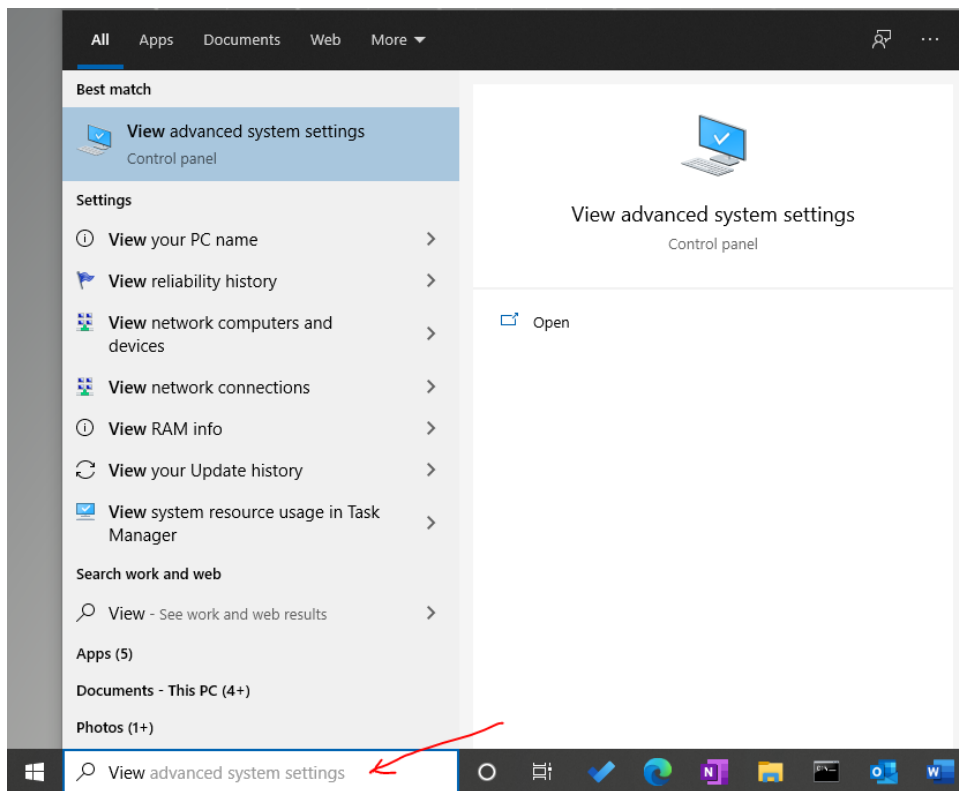 All Apps Documents Web More
Best match
View advanced system settings
Control panel
Settings
View your PC name
View reliability history
View network computers and
devices
View network connections
View RAM info
View your Update history
View system resource usage in Task
Manager
Search work and web
View - See work and web results
Apps (5)
Documents - This PC (4+)
Photos (1+)
View advanced system settings
View advanced system settings
Control panel
Open
N
C:\_
o
W